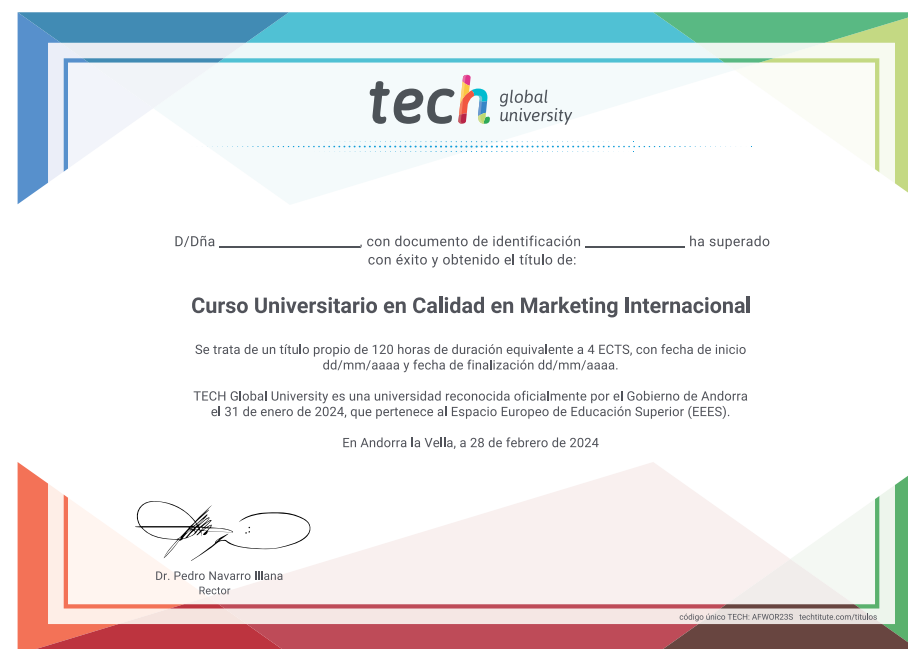 tech global university
D/Dña __________________, con documento de identificación _____________ ha superado
con éxito y obtenido el título de:
Curso Universitario en Calidad en Marketing Internacional
Se trata de un título propio de 120 horas de duración equivalente a 4 ECTS, con fecha de inicio
dd/mm/aaaa y fecha de finalización dd/mm/aaaa.
TECH Global University es una universidad reconocida oficialmente por el Gobierno de Andorra
el 31 de enero de 2024, que pertenece al Espacio Europeo de Educación Superior (EEES).
En Andorra la Vella, a 28 de febrero de 2024
Dr. Pedro Navarro Illana
Rector
código único TECH: AFWOR23S techtitute.com/titulos